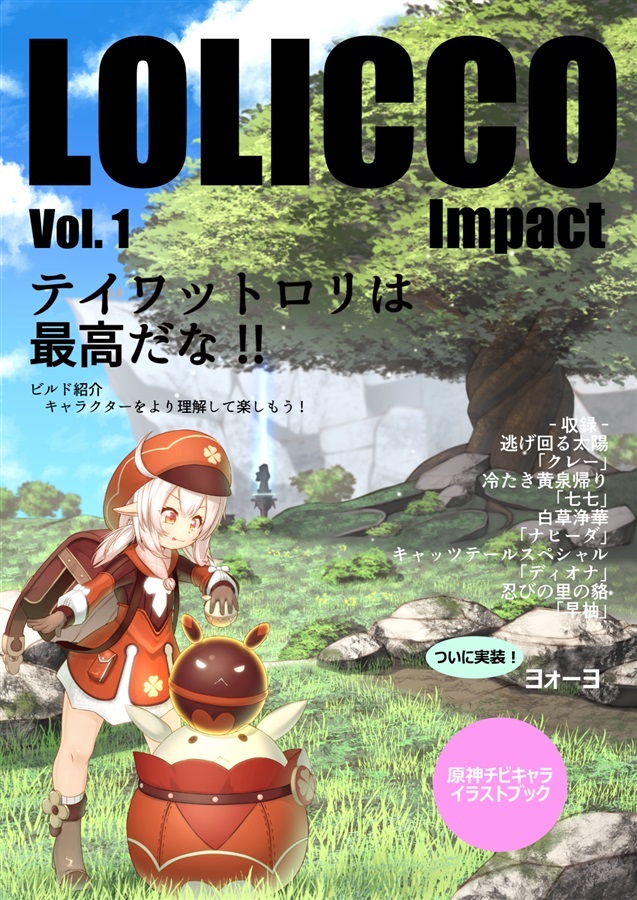 LOLICCO
Vol. 1
Impact
テイワットロリは
最高だな !!
ビルド紹介
キャラクターをより理解して楽しもう！
- 収録 -
逃げ回る太陽
「クレー」
冷たき黄泉帰り
「七七」
白草浄華
「ナヒーダ」
キャッツテールスペシャル
「ディオナ」
忍びの里の貉
「早柚」
ついに実装！
ヨォーヨ
原神チビキャラ
イラストブック